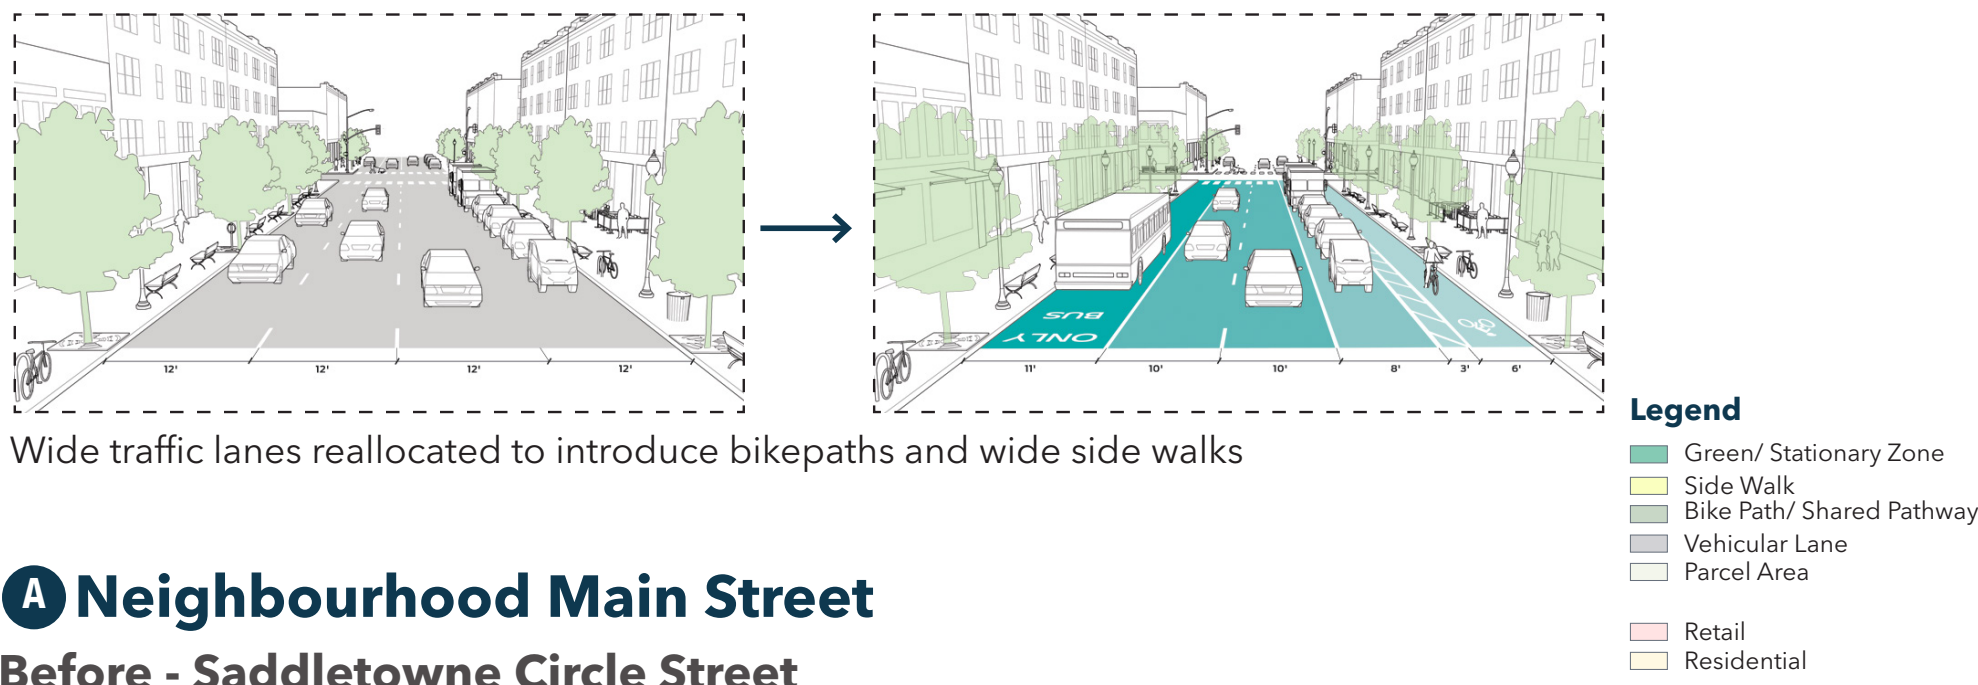 BUS
ONLY
12' 12' 12' 12'
11' 10' 10' 8' 3' 6'
Wide traffic lanes reallocated to introduce bikepaths and wide side walks
Legend
Green/ Stationary Zone
Side Walk
Bike Path/ Shared Pathway
Vehicular Lane
Parcel Area
Retail
Residential
A Neighbourhood Main Street
Before - Saddletowne Circle Street